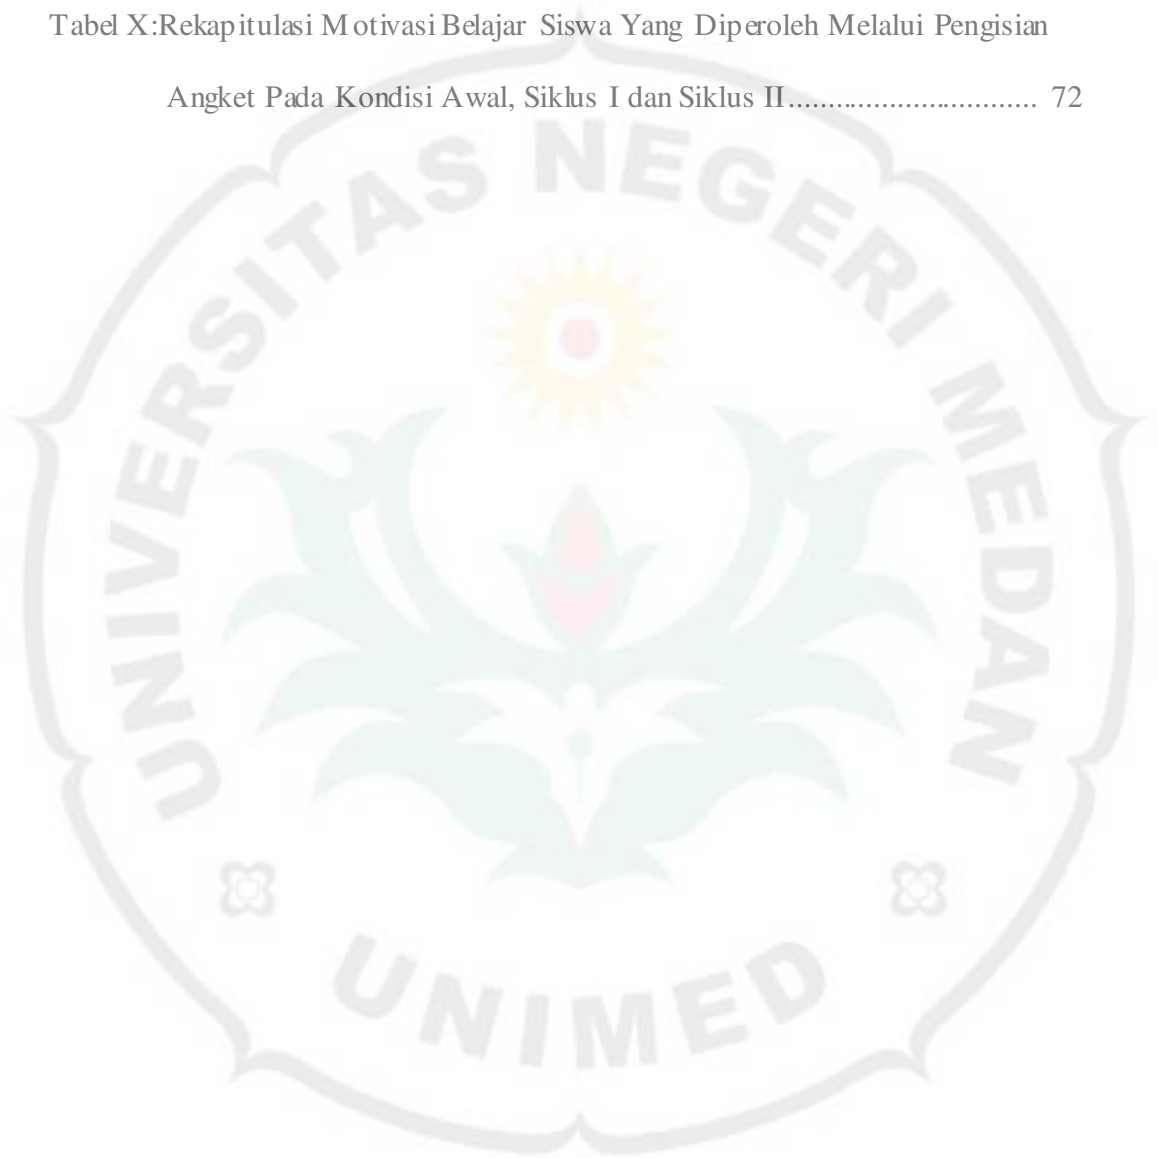 Tabel X:Rekapitulasi Motivasi Belajar Siswa Yang Diperoleh Melalui Pengisian
Angket Pada Kondisi Awal, Siklus I dan Siklus II................................ 72
UNIVERSITAS NEGERI MEDAN
UNIMED